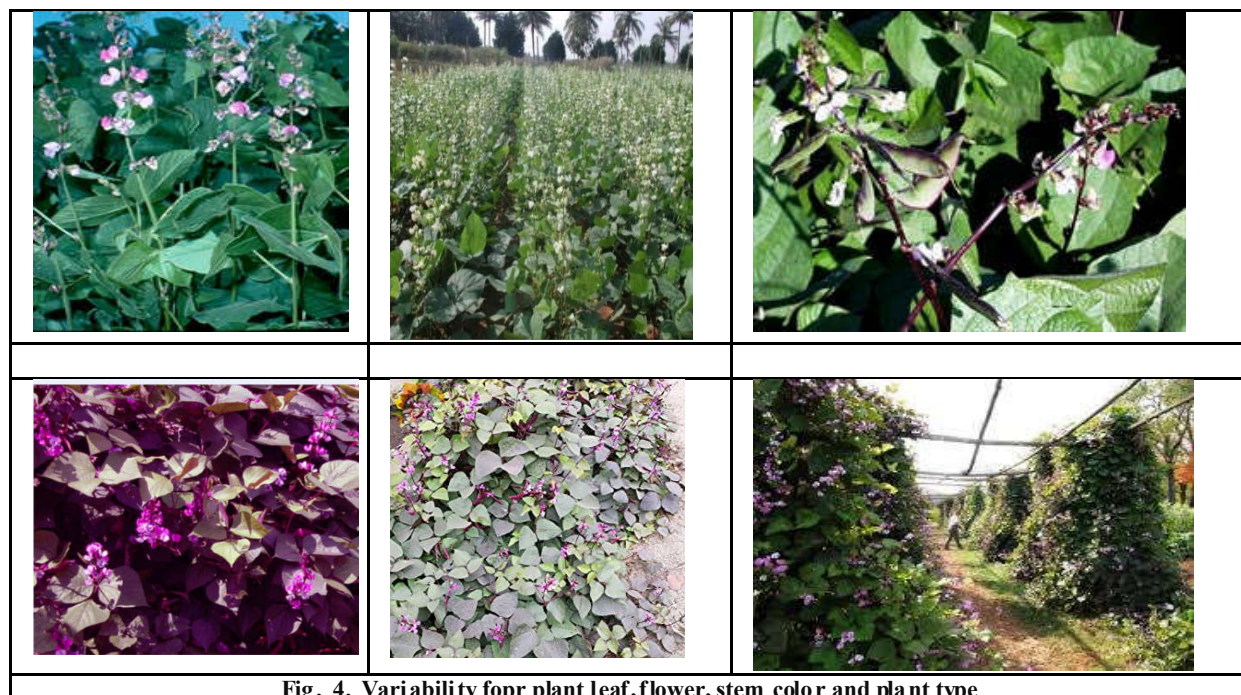 Fig. 4. Variability fopr plant leaf, flower, stem color and plant type